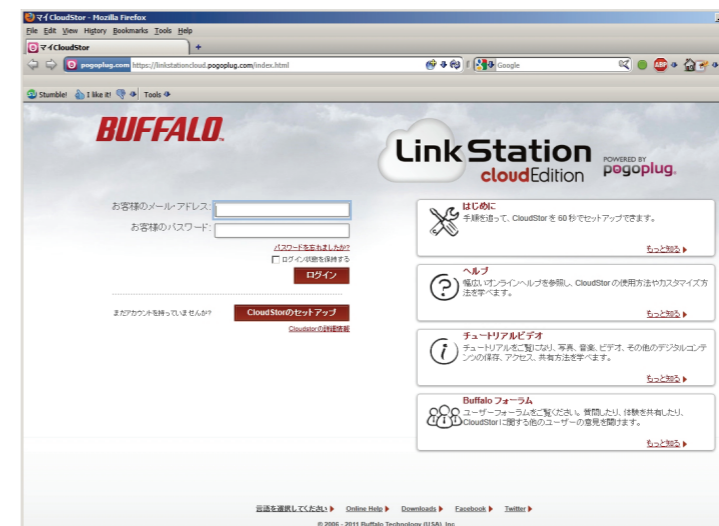 マイCloudStor - Mozilla Firefox
File Edit View History Bookmarks Tools Help
マイCloudStor
pogoplug.com https://linkstationcloud.pogoplug.com/index.html
Google
ABP
Stumble! I like it! Tools
BUFFALO
LinkStation
cloudEdition
POWERED BY
pogoplug.
お客様のメール・アドレス:
お客様のパスワード:
パスワードを忘れましたか?
ログイン状態を保持する
ログイン
まだアカウントを持っていませんか?
CloudStorのセットアップ
CloudStorの詳細情報
はじめに
手順を追って、CloudStor を 60 秒でセットアップできます。
もっと知る
ヘルプ
幅広いオンラインヘルプを参照し、CloudStor の使用方法やカスタマイズ方
法を学べます。
もっと知る
チュートリアルビデオ
チュートリアルをご覧になり、写真、音楽、ビデオ、その他のデジタルコンテ
ンツの保存、アクセス、共有方法を学べます。
もっと知る
Buffalo フォーラム
ユーザーフォーラムをご覧ください。質問したり、体験を共有したり、
CloudStor に関する他のユーザーの意見を聞けます。
もっと知る
言語を選択してください Online Help Downloads Facebook Twitter
© 2006 - 2011 Buffalo Technology (USA), Inc.